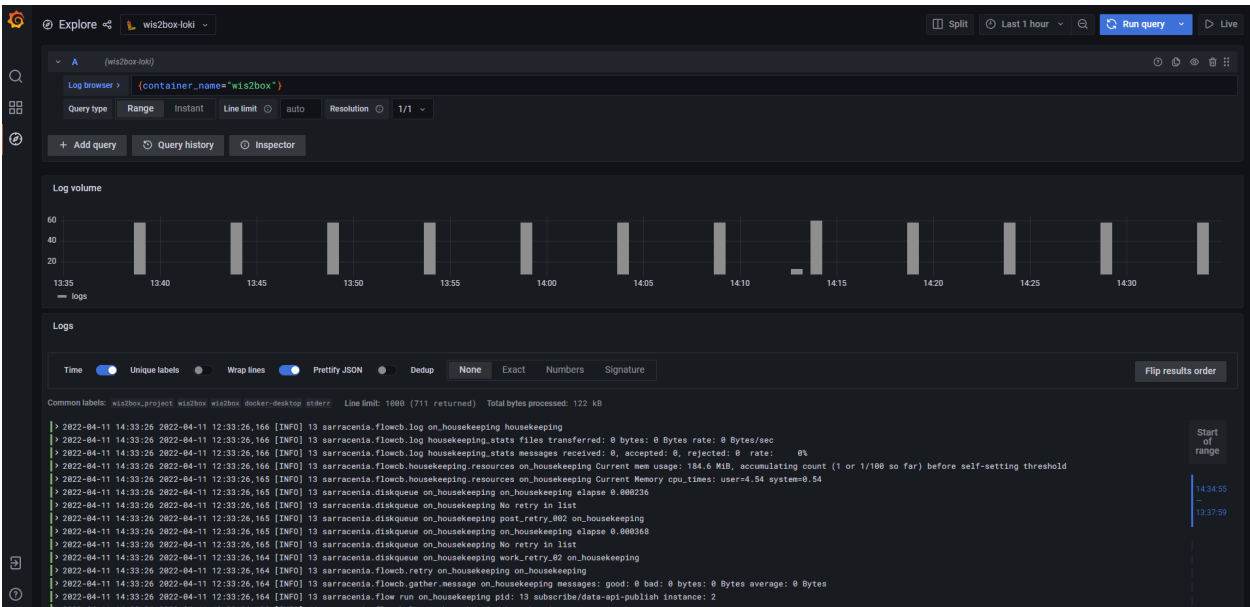 Explore wis2box-loki Split Last 1 hour Run query Live
A (wis2box-loki)
Log browser > {container_name="wis2box"}
Query type Range Instant Line limit auto Resolution 1/1
+ Add query Query history Inspector
Log volume
60
40
20
13:35 13:40 13:45 13:50 13:55 14:00 14:05 14:10 14:15 14:20 14:25 14:30
logs
Logs
Time Unique labels Wrap lines Prettify JSON Dedup None Exact Numbers Signature Flip results order
Common labels: wis2box_project wis2box wis2box docker-desktop stderr Line limit: 1000 (711 returned) Total bytes processed: 122 kB
> 2022-04-11 14:33:26 2022-04-11 12:33:26,166 [INFO] 13 sarracenia.flowcb.log on_housekeeping housekeeping
> 2022-04-11 14:33:26 2022-04-11 12:33:26,166 [INFO] 13 sarracenia.flowcb.log housekeeping_stats files transferred: 0 bytes: 0 Bytes rate: 0 Bytes/sec
> 2022-04-11 14:33:26 2022-04-11 12:33:26,166 [INFO] 13 sarracenia.flowcb.log housekeeping_stats messages received: 0, accepted: 0, rejected: 0 rate: 0%
> 2022-04-11 14:33:26 2022-04-11 12:33:26,166 [INFO] 13 sarracenia.flowcb.housekeeping.resources on_housekeeping Current mem usage: 184.6 MiB, accumulating count (1 or 1/100 so far) before self-setting threshold
> 2022-04-11 14:33:26 2022-04-11 12:33:26,166 [INFO] 13 sarracenia.flowcb.housekeeping.resources on_housekeeping Current Memory cpu_times: user=4.54 system=0.54
> 2022-04-11 14:33:26 2022-04-11 12:33:26,165 [INFO] 13 sarracenia.diskqueue on_housekeeping on_housekeeping elapse 0.000236
> 2022-04-11 14:33:26 2022-04-11 12:33:26,165 [INFO] 13 sarracenia.diskqueue on_housekeeping No retry in list
> 2022-04-11 14:33:26 2022-04-11 12:33:26,165 [INFO] 13 sarracenia.diskqueue on_housekeeping post_retry_002 on_housekeeping
> 2022-04-11 14:33:26 2022-04-11 12:33:26,165 [INFO] 13 sarracenia.diskqueue on_housekeeping on_housekeeping elapse 0.000368
> 2022-04-11 14:33:26 2022-04-11 12:33:26,165 [INFO] 13 sarracenia.diskqueue on_housekeeping No retry in list
> 2022-04-11 14:33:26 2022-04-11 12:33:26,164 [INFO] 13 sarracenia.diskqueue on_housekeeping work_retry_02 on_housekeeping
> 2022-04-11 14:33:26 2022-04-11 12:33:26,164 [INFO] 13 sarracenia.flowcb.retry on_housekeeping on_housekeeping
> 2022-04-11 14:33:26 2022-04-11 12:33:26,164 [INFO] 13 sarracenia.flowcb.gather.message on_housekeeping messages: good: 0 bad: 0 bytes: 0 Bytes average: 0 Bytes
> 2022-04-11 14:33:26 2022-04-11 12:33:26,164 [INFO] 13 sarracenia.flow run on_housekeeping pid: 13 subscribe/data-api-publish instance: 2
Start
of
range
14:34:55
—
13:37:59